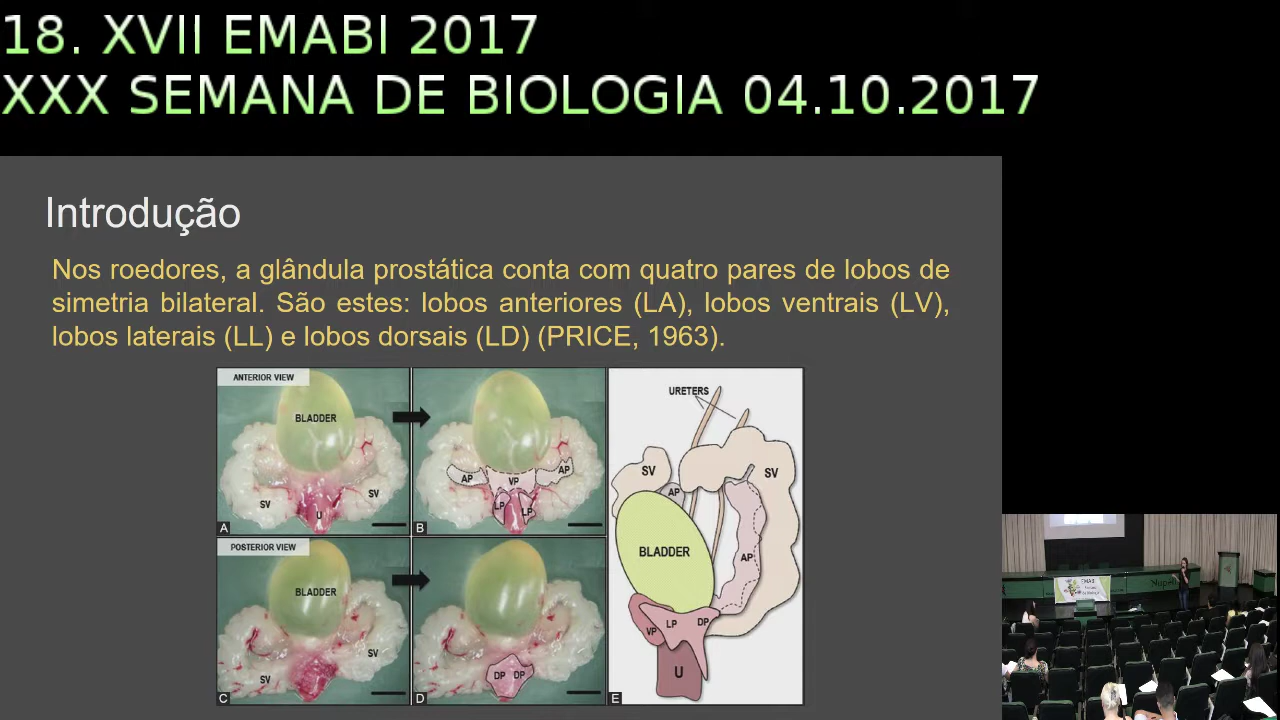 18. XVII EMABI 2017
XXX SEMANA DE BIOLOGIA 04.10.2017
Introdução
Nos roedores, a glândula prostática conta com quatro pares de lobos de
simetria bilateral. São estes: lobos anteriores (LA), lobos ventrais (LV),
lobos laterais (LL) e lobos dorsais (LD) (PRICE, 1963).
ANTERIOR VIEW
BLADDER
SV
SV
U
A
AP
VP
AP
LP
LP
B
POSTERIOR VIEW
BLADDER
SV
SV
C
DP DP
D
URETERS
SV
SV
AP
BLADDER
AP
VP
LP
DP
U
E
EMABI